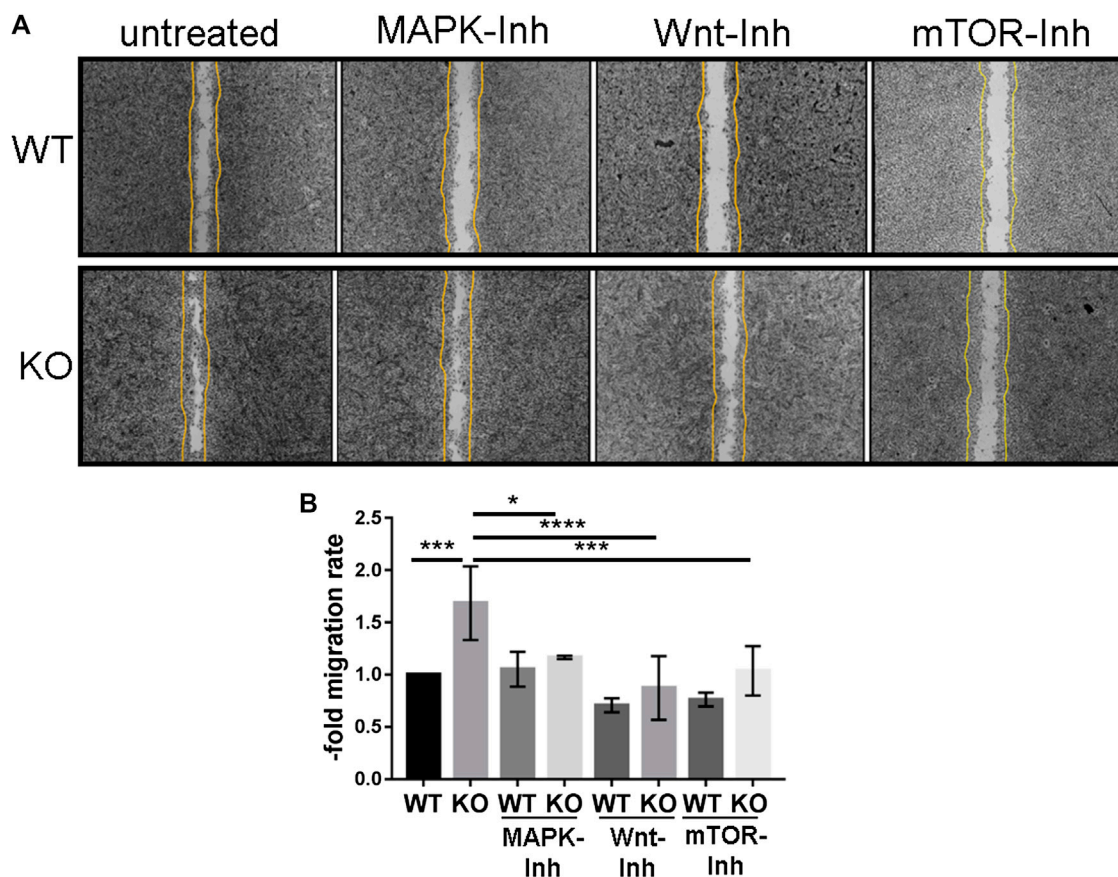 A
untreated MAPK-Inh Wnt-Inh mTOR-Inh
WT
KO
B
-fold migration rate
2.5
2.0
1.5
1.0
0.5
0.0
*
****
*** ***
WT KO WT KO WT KO WT KO
MAPK- Wnt- mTOR-
Inh Inh Inh